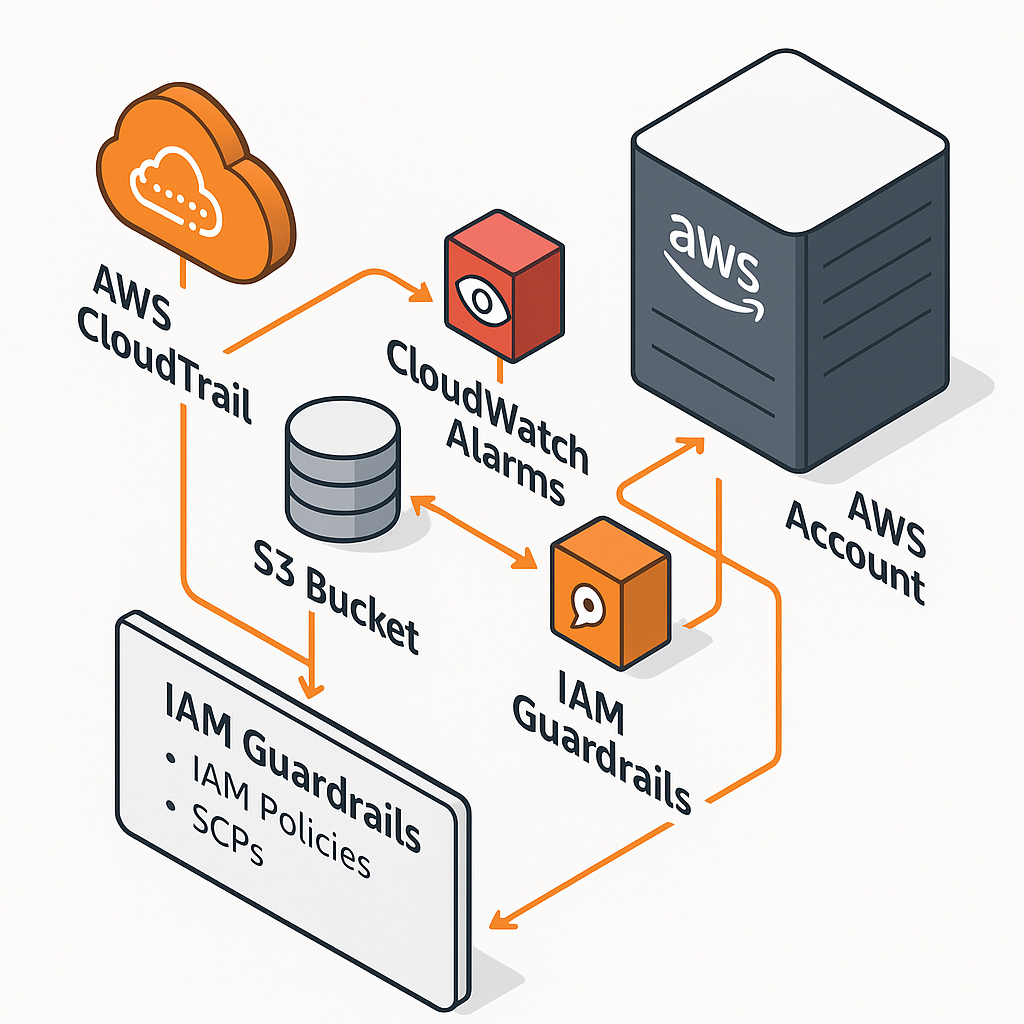 AWS
CloudTrail
CloudWatch
Alarms
aws
AWS
Account
S3 Bucket
IAM
Guardrails
IAM Guardrails
• IAM Policies
• SCPs